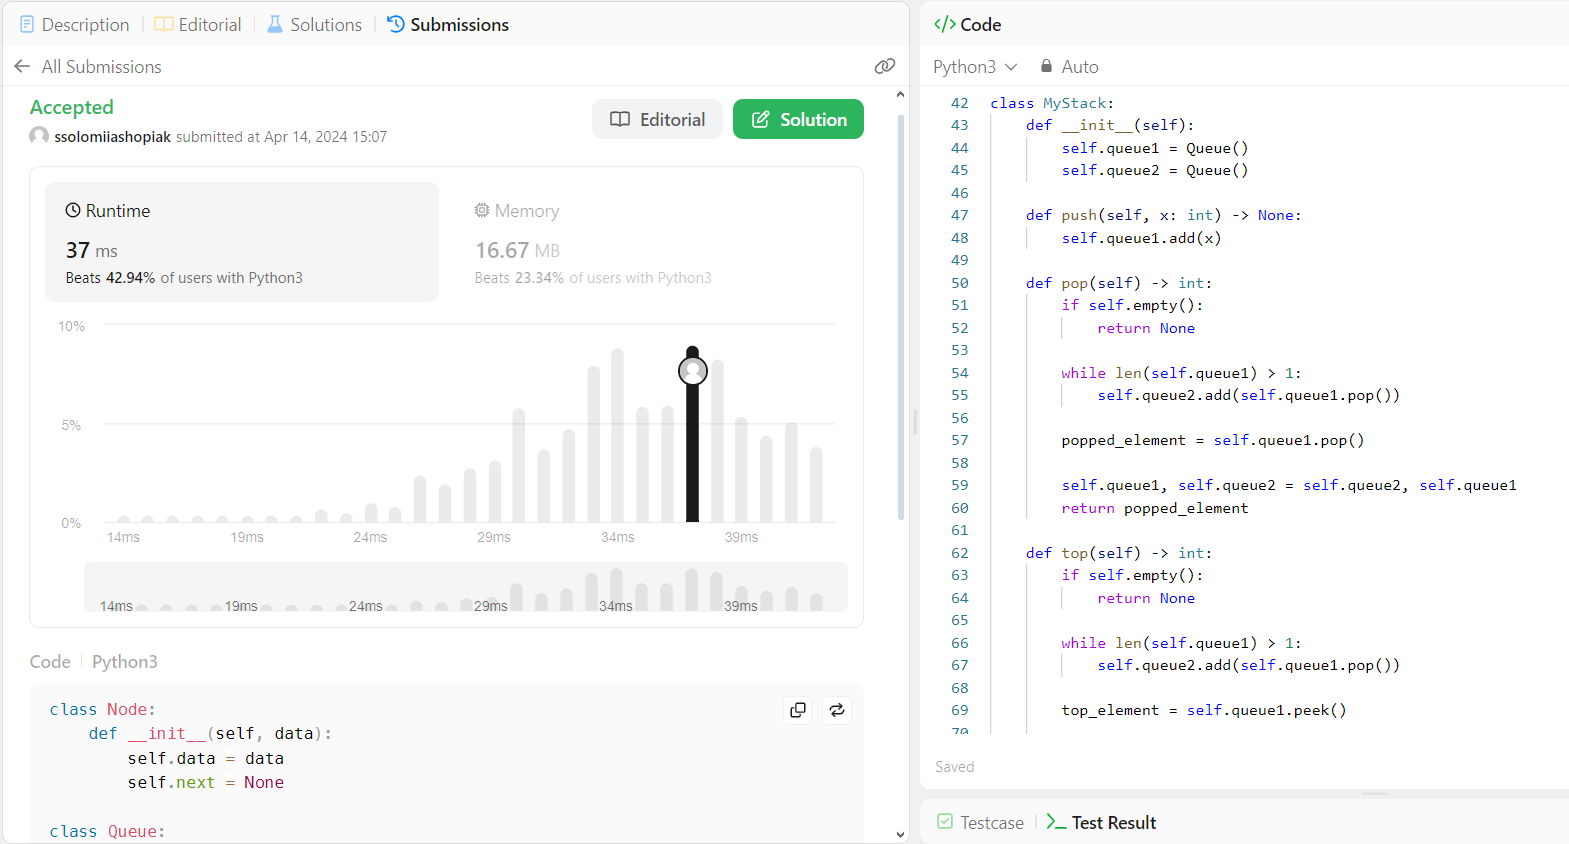 Description Editorial Solutions Submissions
All Submissions
Accepted
ssolomiiashopiak submitted at Apr 14, 2024 15:07
Editorial
Solution
Runtime
37 ms
Beats 42.94% of users with Python3
Memory
16.67 MB
Beats 23.34% of users with Python3
10%
5%
0%
14ms 19ms 24ms 29ms 34ms 39ms
14ms 19ms 24ms 29ms 34ms 39ms
Code Python3
class Node:
    def __init__(self, data):
        self.data = data
        self.next = None
class Queue:
</> Code
Python3 Auto
42 class MyStack:
43     def __init__(self):
44         self.queue1 = Queue()
45         self.queue2 = Queue()
46
47     def push(self, x: int) -> None:
48         self.queue1.add(x)
49
50     def pop(self) -> int:
51         if self.empty():
52             return None
53
54         while len(self.queue1) > 1:
55             self.queue2.add(self.queue1.pop())
56
57         popped_element = self.queue1.pop()
58
59         self.queue1, self.queue2 = self.queue2, self.queue1
60         return popped_element
61
62     def top(self) -> int:
63         if self.empty():
64             return None
65
66         while len(self.queue1) > 1:
67             self.queue2.add(self.queue1.pop())
68
69         top_element = self.queue1.peek()
70
Saved
Testcase Test Result